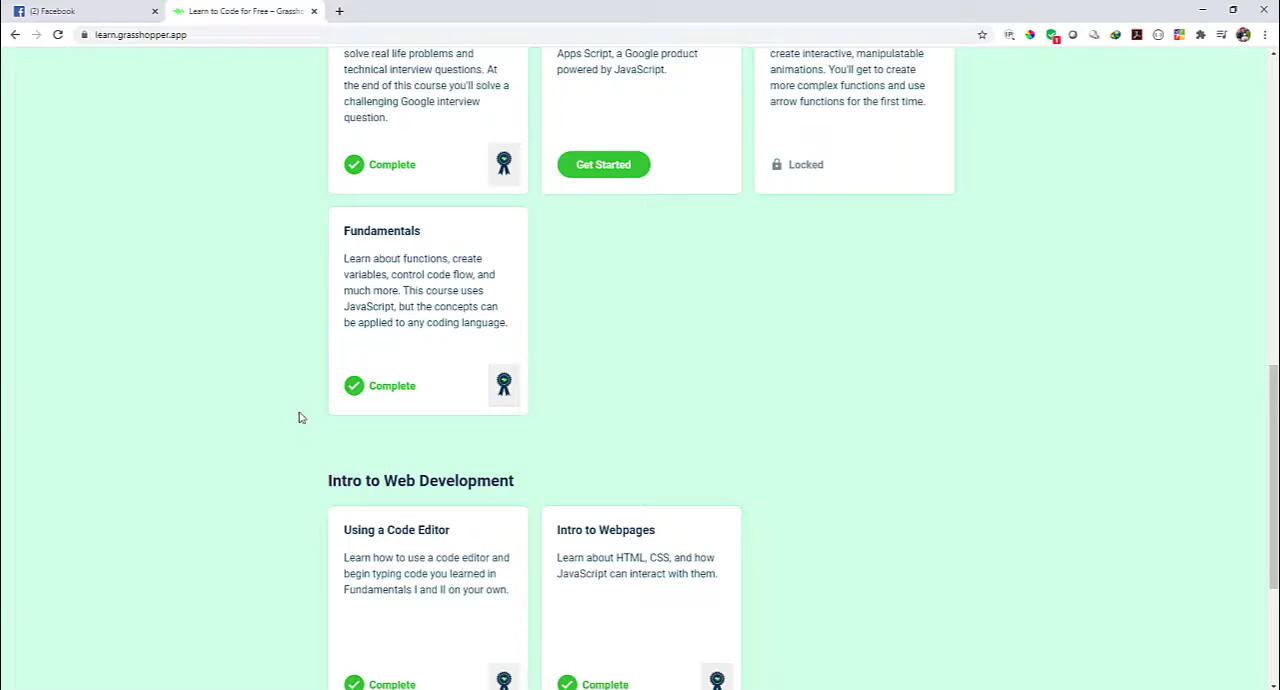 (2) Facebook
Learn to Code for Free – Grassho
learn.grasshopper.app
solve real life problems and
technical interview questions. At
the end of this course you'll solve a
challenging Google interview
question.
Complete
Apps Script, a Google product
powered by JavaScript.
Get Started
create interactive, manipulatable
animations. You'll get to create
more complex functions and use
arrow functions for the first time.
Locked
Fundamentals
Learn about functions, create
variables, control code flow, and
much more. This course uses
JavaScript, but the concepts can
be applied to any coding language.
Complete
Intro to Web Development
Using a Code Editor
Learn how to use a code editor and
begin typing code you learned in
Fundamentals I and II on your own.
Complete
Intro to Webpages
Learn about HTML, CSS, and how
JavaScript can interact with them.
Complete